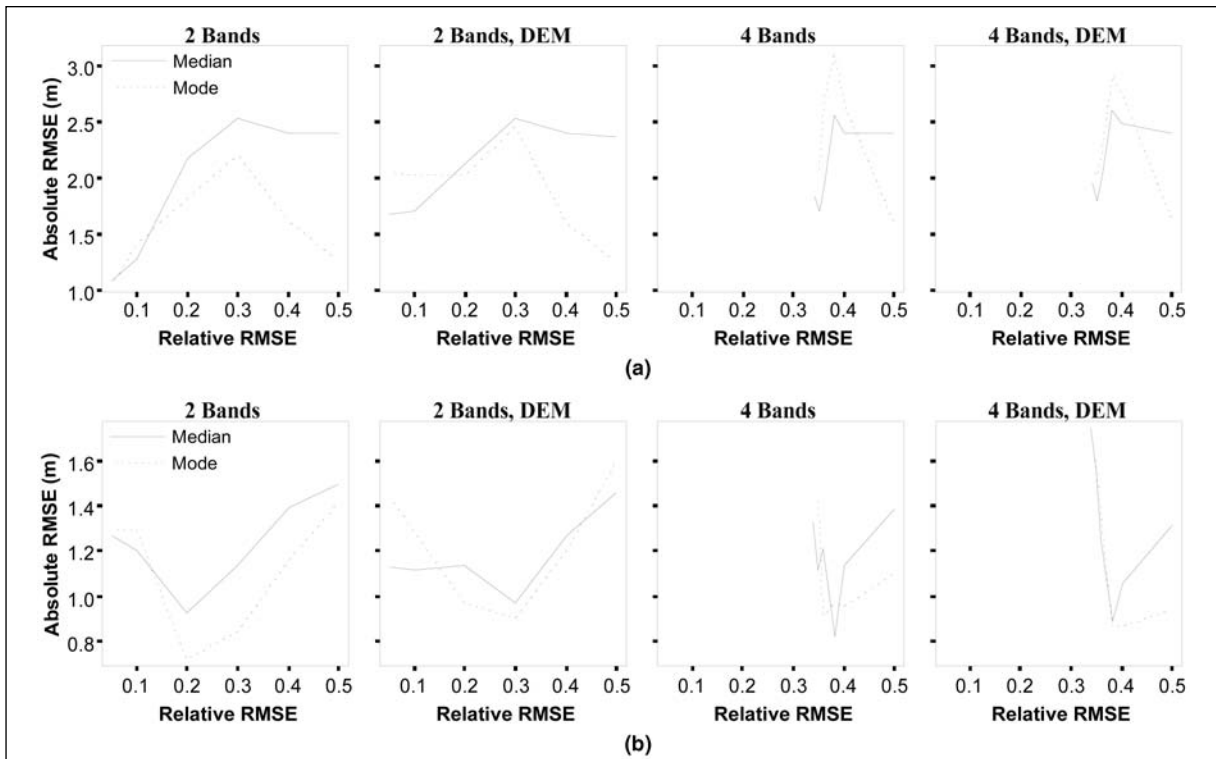 2 Bands 2 Bands, DEM 4 Bands 4 Bands, DEM
Median
Mode
Absolute RMSE (m)
3.0
2.5
2.0
1.5
1.0
0.1 0.2 0.3 0.4 0.5 0.1 0.2 0.3 0.4 0.5 0.1 0.2 0.3 0.4 0.5 0.1 0.2 0.3 0.4 0.5
Relative RMSE Relative RMSE Relative RMSE Relative RMSE
(a)
2 Bands 2 Bands, DEM 4 Bands 4 Bands, DEM
Median
Mode
Absolute RMSE (m)
1.6
1.4
1.2
1.0
0.8
0.1 0.2 0.3 0.4 0.5 0.1 0.2 0.3 0.4 0.5 0.1 0.2 0.3 0.4 0.5 0.1 0.2 0.3 0.4 0.5
Relative RMSE Relative RMSE Relative RMSE Relative RMSE
(b)